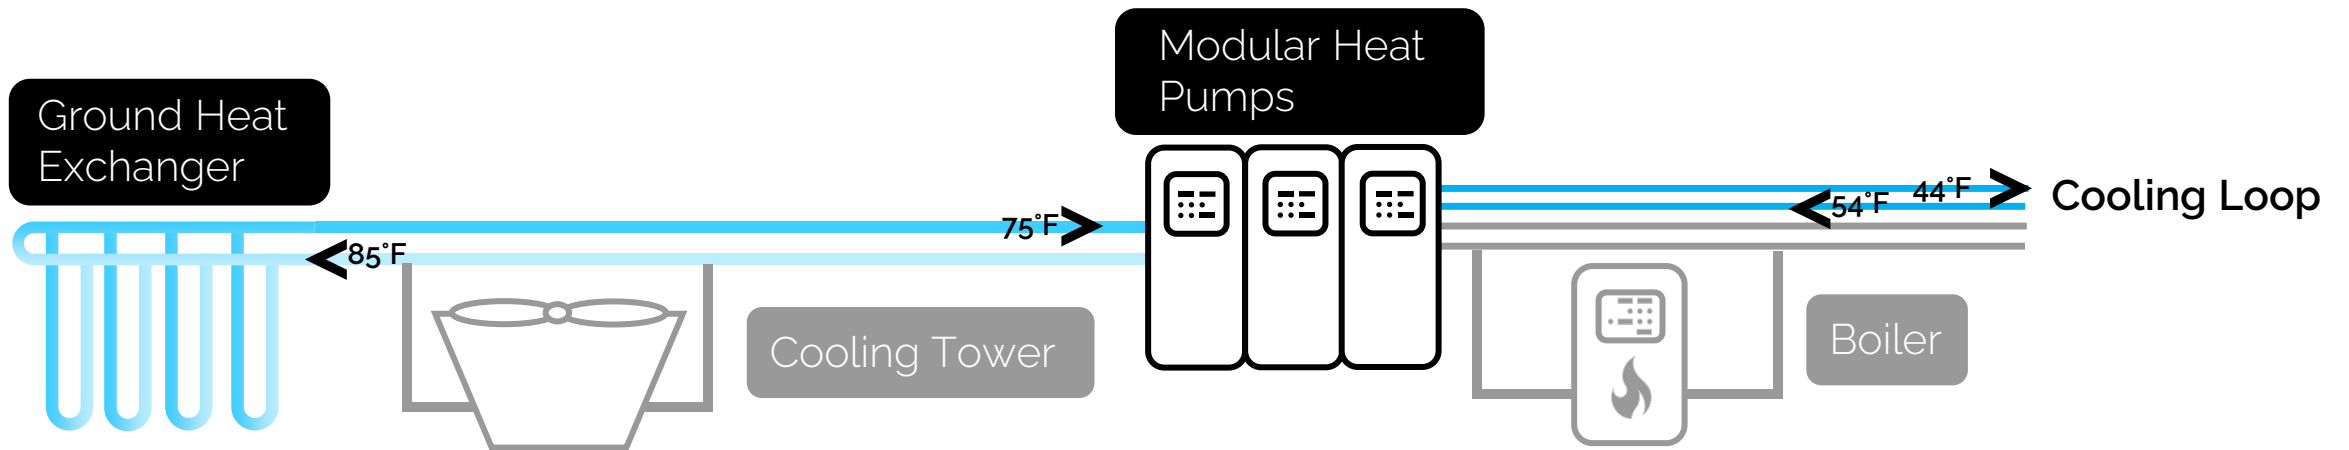 Modular Heat
Pumps
Ground Heat
Exchanger
75°F
85°F
44°F
54°F
Cooling Loop
Cooling Tower
Boiler